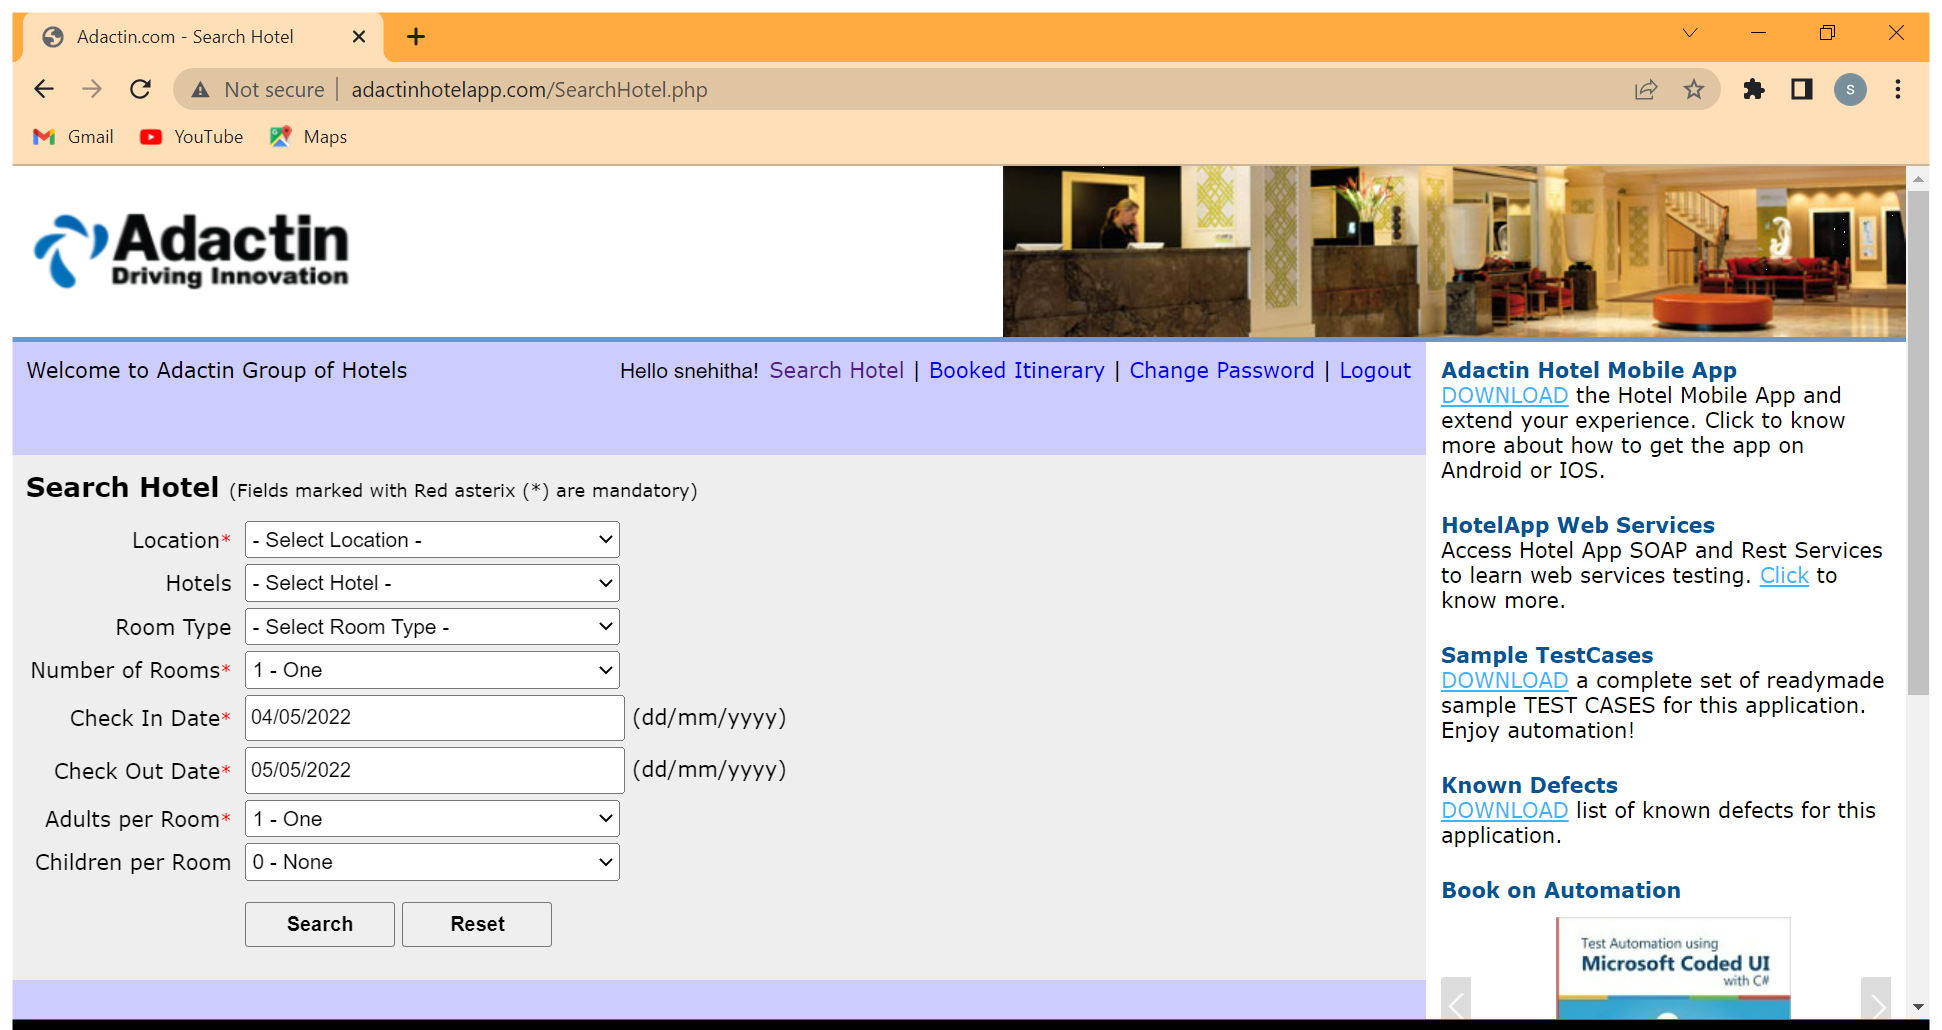 Adactin.com - Search Hotel
Not secure | adactinhotelapp.com/SearchHotel.php
S
Gmail YouTube Maps
Adactin
Driving Innovation
Welcome to Adactin Group of Hotels
Hello snehitha! Search Hotel | Booked Itinerary | Change Password | Logout
Search Hotel (Fields marked with Red asterix (*) are mandatory)
Location* - Select Location -
Hotels - Select Hotel -
Room Type - Select Room Type -
Number of Rooms* 1 - One
Check In Date* 04/05/2022 (dd/mm/yyyy)
Check Out Date* 05/05/2022 (dd/mm/yyyy)
Adults per Room* 1 - One
Children per Room 0 - None
Search Reset
Adactin Hotel Mobile App
DOWNLOAD the Hotel Mobile App and
extend your experience. Click to know
more about how to get the app on
Android or IOS.
HotelApp Web Services
Access Hotel App SOAP and Rest Services
to learn web services testing. Click to
know more.
Sample TestCases
DOWNLOAD a complete set of readymade
sample TEST CASES for this application.
Enjoy automation!
Known Defects
DOWNLOAD list of known defects for this
application.
Book on Automation
Test Automation using
Microsoft Coded UI
with C#